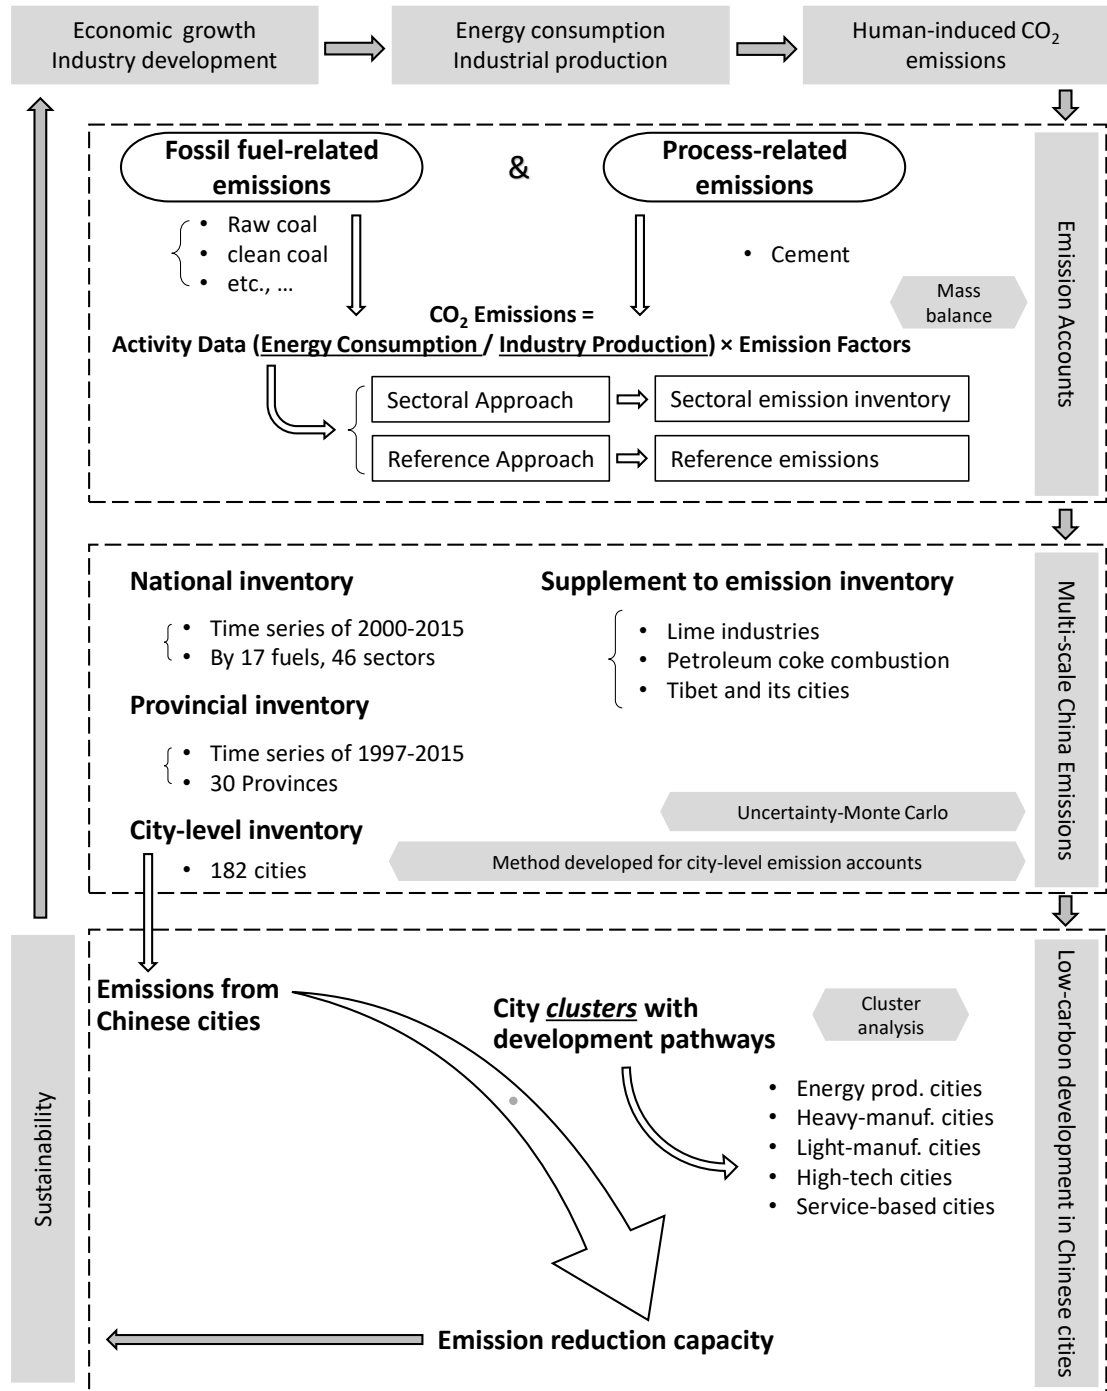 Economic growth
Industry development
Energy consumption
Industrial production
Human-induced CO2
emissions
Fossil fuel-related
emissions
&
Process-related
emissions
• Raw coal
• clean coal
• etc., ...
• Cement
Mass
balance
CO2 Emissions =
Activity Data (Energy Consumption / Industry Production) × Emission Factors
Sectoral Approach
Sectoral emission inventory
Reference Approach
Reference emissions
Emission Accounts
National inventory
• Time series of 2000-2015
• By 17 fuels, 46 sectors
Provincial inventory
• Time series of 1997-2015
• 30 Provinces
City-level inventory
• 182 cities
Supplement to emission inventory
• Lime industries
• Petroleum coke combustion
• Tibet and its cities
Uncertainty-Monte Carlo
Method developed for city-level emission accounts
Multi-scale China Emissions
Emissions from
Chinese cities
City clusters with
development pathways
Cluster
analysis
• Energy prod. cities
• Heavy-manuf. cities
• Light-manuf. cities
• High-tech cities
• Service-based cities
Emission reduction capacity
Low-carbon development in Chinese cities
Sustainability